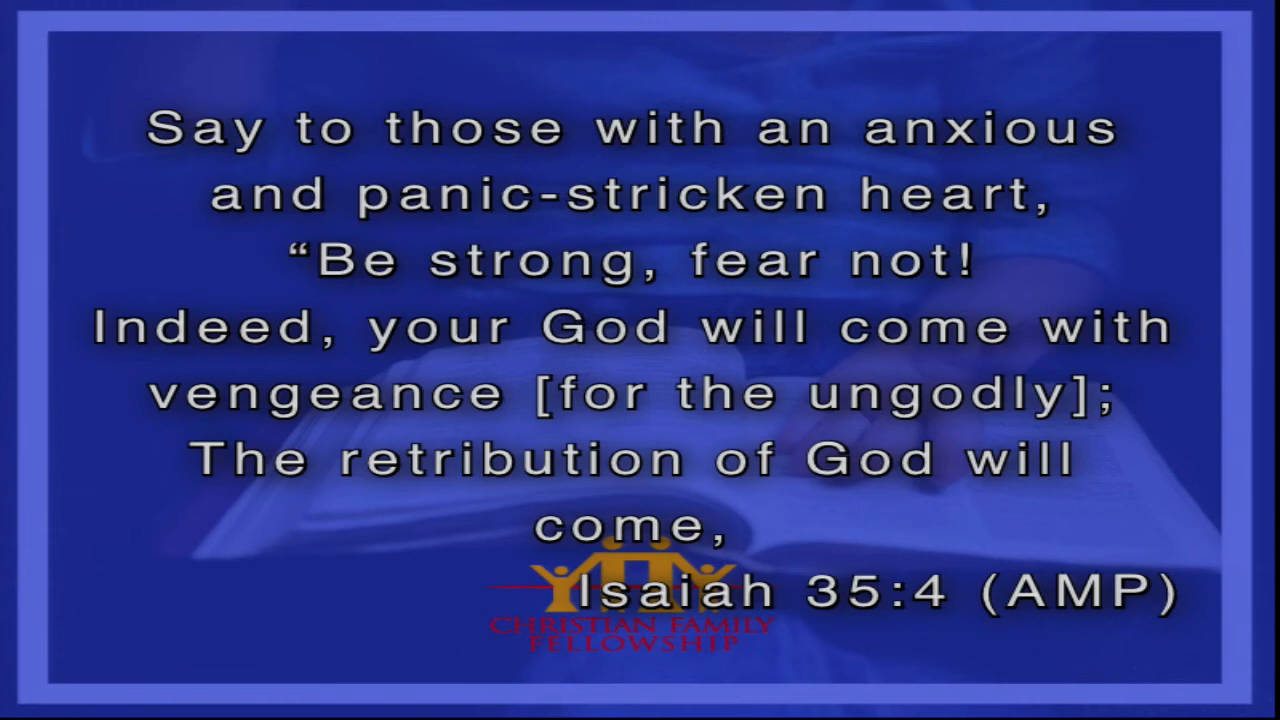 Say to those with an anxious
and panic-stricken heart,
“Be strong, fear not!
Indeed, your God will come with
vengeance [for the ungodly];
The retribution of God will
come,
Isaiah 35:4 (AMP)
CHRISTIAN FAMILY
FELLOWSHIP